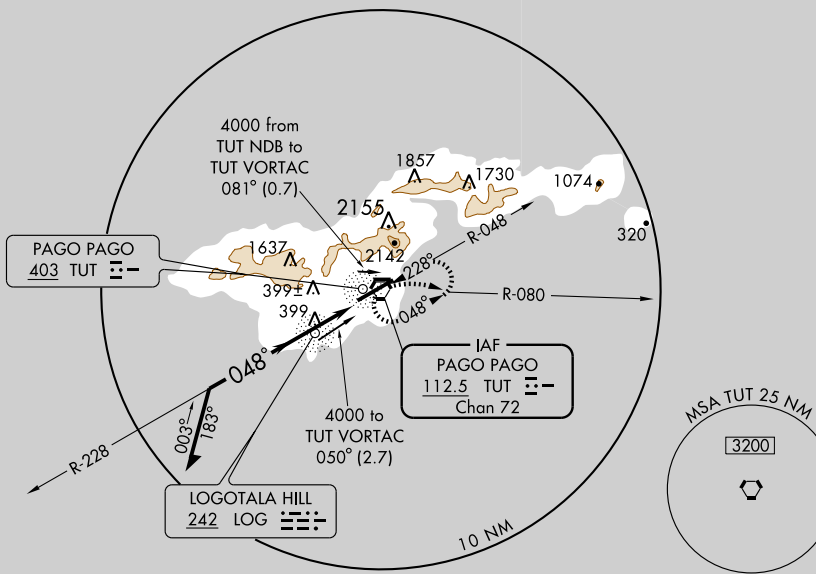 4000 from
TUT NDB to
TUT VORTAC
081° (0.7)
1857
1730
1074
2155
320
R-048
PAGO PAGO
403 TUT
1637
2142
228°
399±
R-080
399
048°
048°
IAF
PAGO PAGO
112.5 TUT
Chan 72
MSA TUT 25 NM
3200
003°
183°
4000 to
TUT VORTAC
050° (2.7)
R-228
LOGOTALA HILL
242 LOG
10 NM